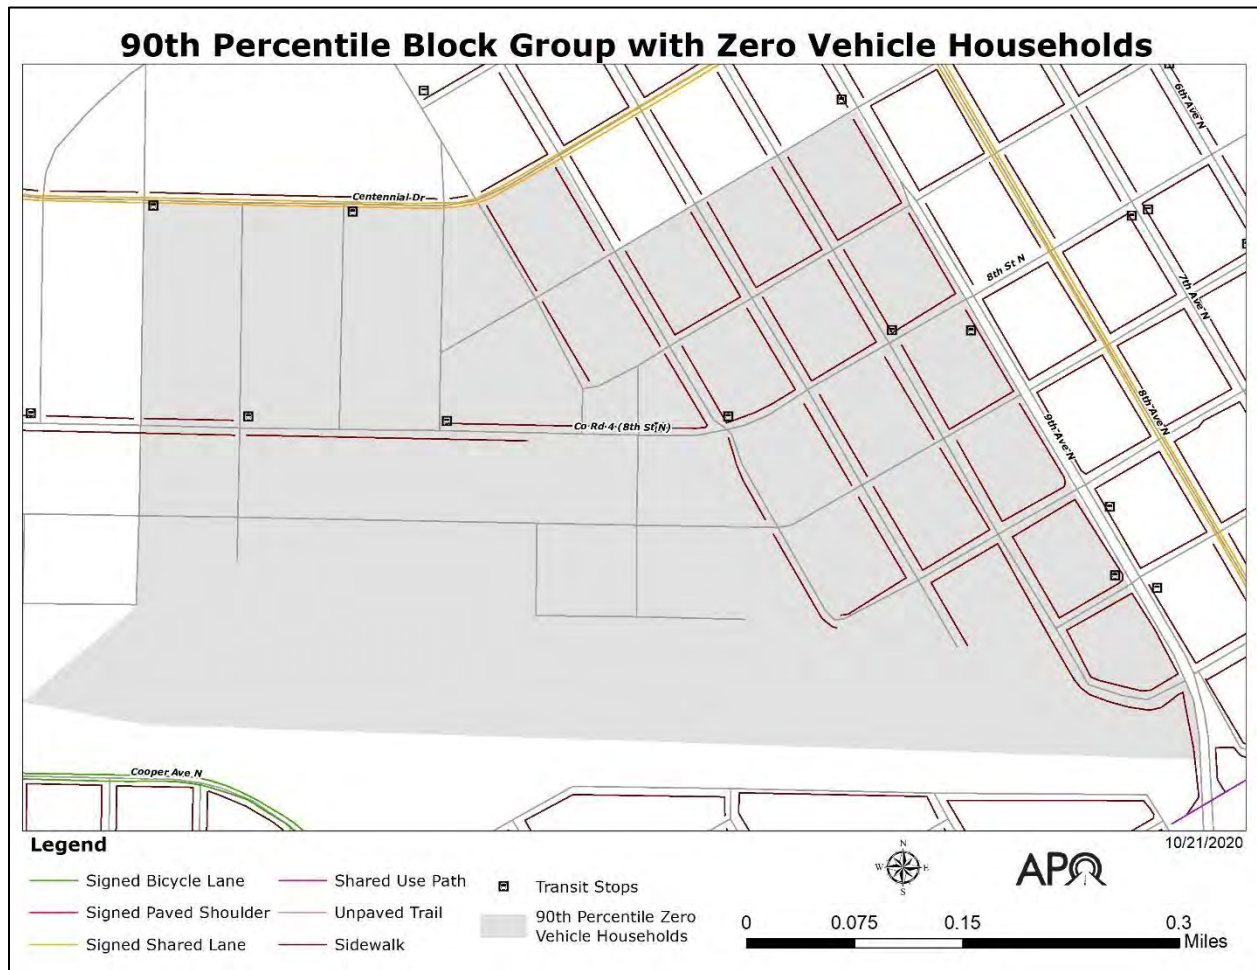 90th Percentile Block Group with Zero Vehicle Households
6th Ave N
Centennial Dr
8th St N
7th Ave N
8th Ave N
9th Ave N
Co Rd 4 (8th St N)
Cooper Ave N
10/21/2020
Legend
Signed Bicycle Lane
Signed Paved Shoulder
Signed Shared Lane
Shared Use Path
Unpaved Trail
Sidewalk
Transit Stops
90th Percentile Zero
Vehicle Households
N
W E
S
APO
0 0.075 0.15 0.3
Miles